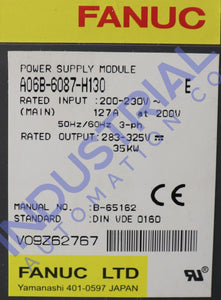 FANUC
POWER SUPPLY MODULE
A06B-6087-H130 E
RATED INPUT :200-230V~
(MAIN) 127A at 200V
50Hz/60Hz 3-ph
RATED OUTPUT:283-325V
35KW
MANUAL NO. :B-65162
STANDARD :DIN VDE 0160
V09Z62767
FANUC LTD
Yamanashi 401-0597 JAPAN
INDUSTRIAL